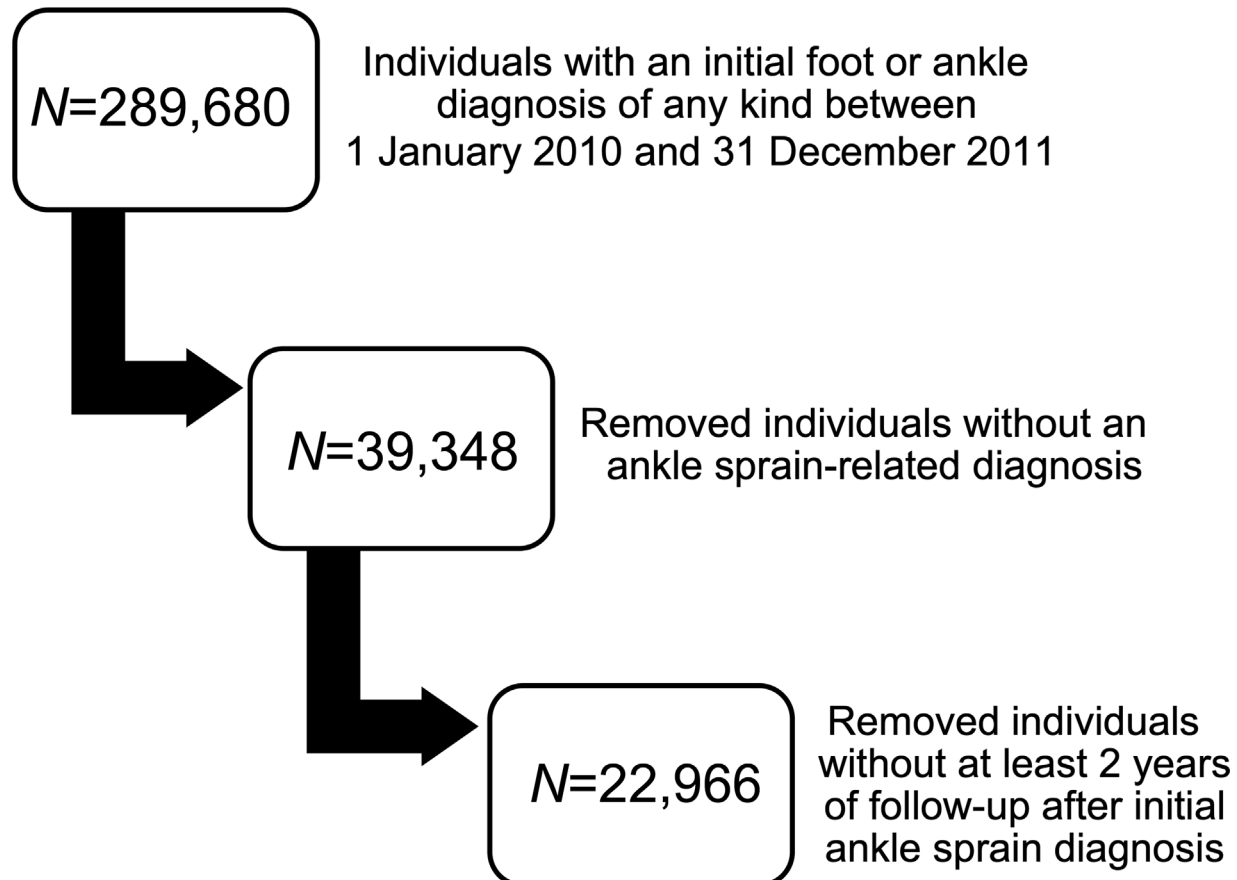 N=289,680
Individuals with an initial foot or ankle
diagnosis of any kind between
1 January 2010 and 31 December 2011
N=39,348
Removed individuals without an
ankle sprain-related diagnosis
N=22,966
Removed individuals
without at least 2 years
of follow-up after initial
ankle sprain diagnosis